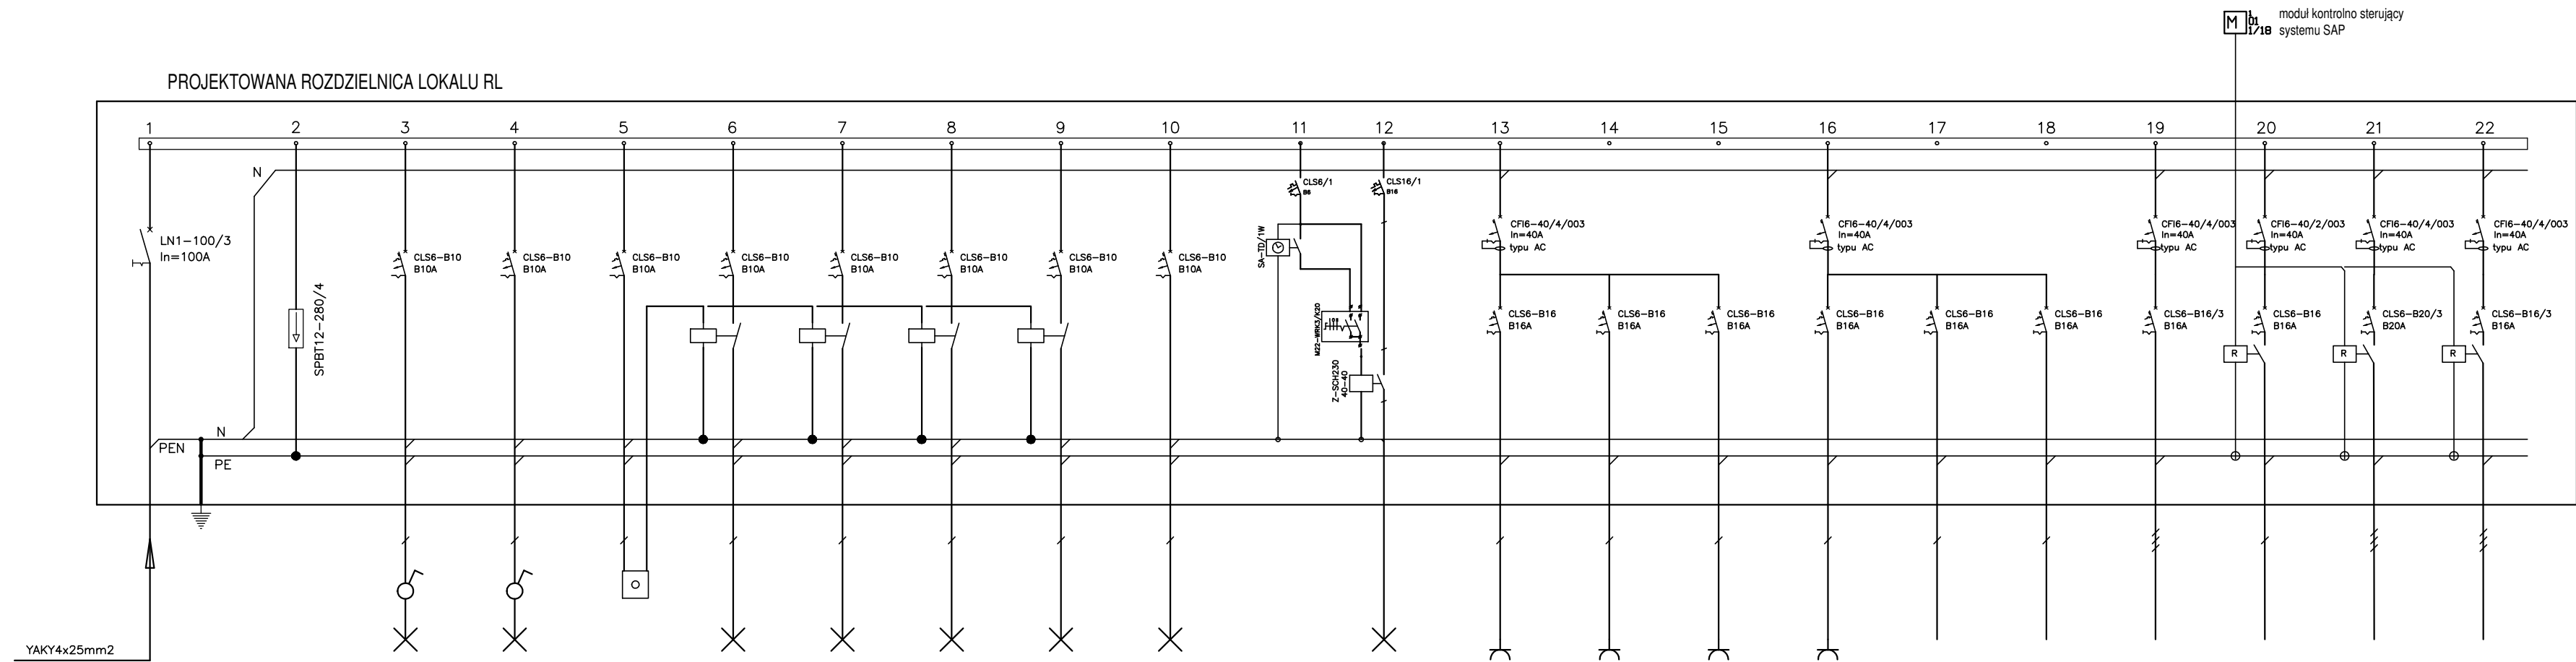 M
1
01
1/18
moduł kontrolno sterujący
systemu SAP
PROJEKTOWANA ROZDZIELNICA LOKALU RL
1 2 3 4 5 6 7 8 9 10 11 12 13 14 15 16 17 18 19 20 21 22
N
LN1-100/3
In=100A
SPBT12-280/4
CLS6-B10
B10A
CLS6-B10
B10A
CLS6-B10
B10A
CLS6-B10
B10A
CLS6-B10
B10A
CLS6-B10
B10A
CLS6-B10
B10A
CLS6-B10
B10A
CLS6/1
B6
CLS16/1
B16
SA-TD/1W
M22-WRK3/K20
Z-SCH230
40-40
CFI6-40/4/003
In=40A
typu AC
CFI6-40/4/003
In=40A
typu AC
CFI6-40/4/003
In=40A
typu AC
CFI6-40/2/003
In=40A
typu AC
CFI6-40/4/003
In=40A
typu AC
CFI6-40/4/003
In=40A
typu AC
CLS6-B16
B16A
CLS6-B16
B16A
CLS6-B16
B16A
CLS6-B16
B16A
CLS6-B16
B16A
CLS6-B16
B16A
CLS6-B16/3
B16A
CLS6-B16
B16A
CLS6-B20/3
B20A
CLS6-B16/3
B16A
R
R
R
N
PEN
PE
YAKY4x25mm2